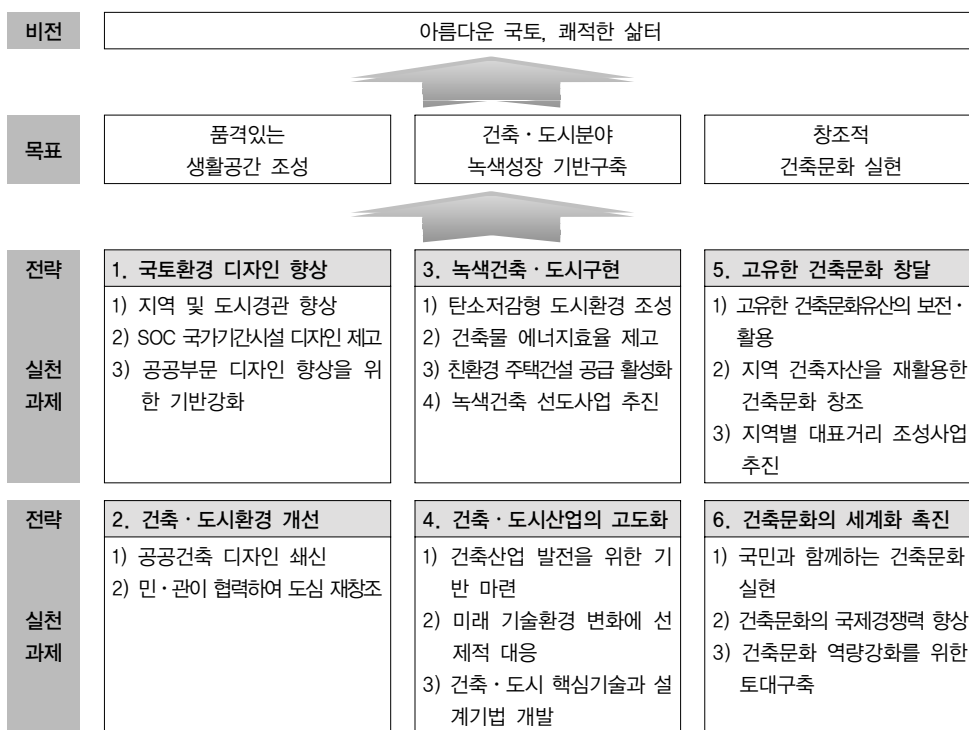 비전
아름다운 국토, 쾌적한 삶터
목표
품격있는
생활공간 조성
건축·도시분야
녹색성장 기반구축
창조적
건축문화 실현
전략
실천
과제
1. 국토환경 디자인 향상
1) 지역 및 도시경관 향상
2) SOC 국가기간시설 디자인 제고
3) 공공부문 디자인 향상을 위
한 기반강화
3. 녹색건축·도시구현
1) 탄소저감형 도시환경 조성
2) 건축물 에너지효율 제고
3) 친환경 주택건설 공급 활성화
4) 녹색건축 선도사업 추진
5. 고유한 건축문화 창달
1) 고유한 건축문화유산의 보전·
활용
2) 지역 건축자산을 재활용한
건축문화 창조
3) 지역별 대표거리 조성사업
추진
전략
실천
과제
2. 건축·도시환경 개선
1) 공공건축 디자인 쇄신
2) 민·관이 협력하여 도심 재창조
4. 건축·도시산업의 고도화
1) 건축산업 발전을 위한 기
반 마련
2) 미래 기술환경 변화에 선
제적 대응
3) 건축·도시 핵심기술과 설
계기법 개발
6. 건축문화의 세계화 촉진
1) 국민과 함께하는 건축문화
실현
2) 건축문화의 국제경쟁력 향상
3) 건축문화 역량강화를 위한
토대구축